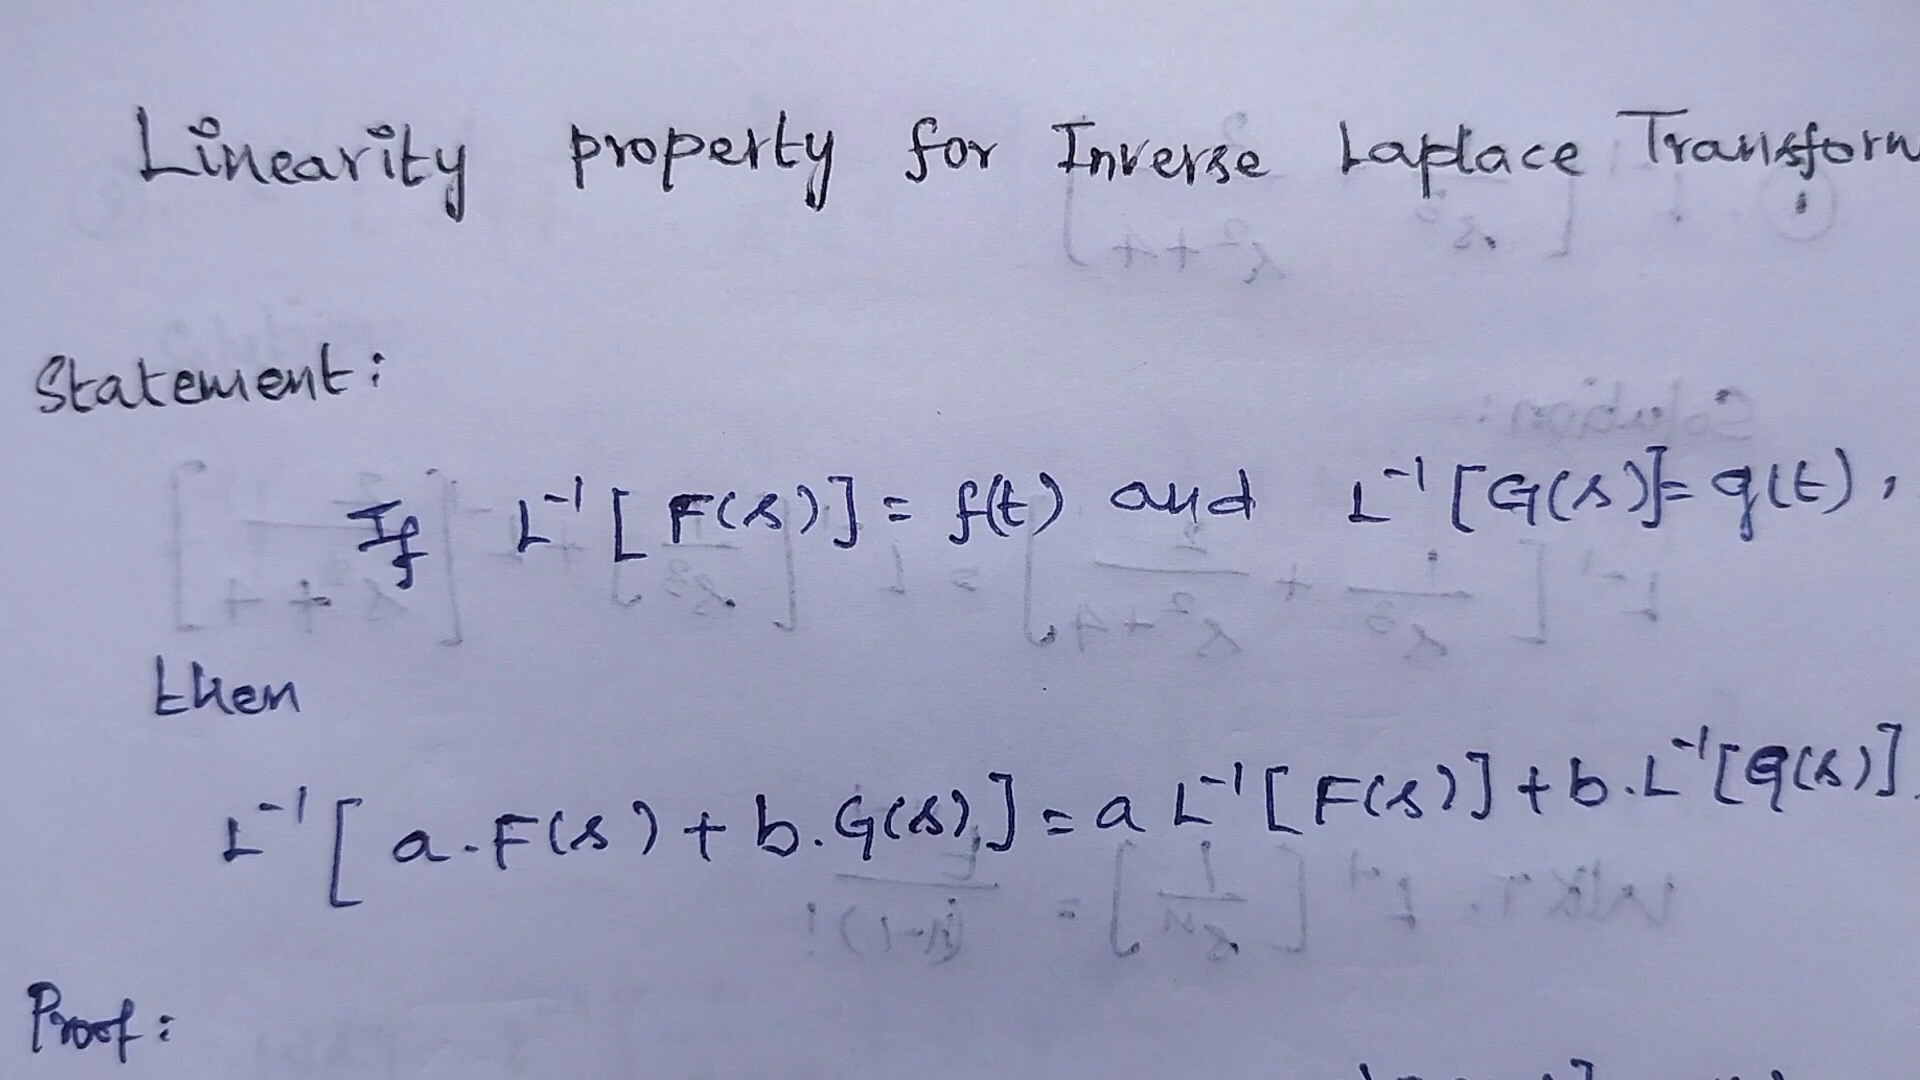 Linearity property for Inverse Laplace Transform
Statement:
If L⁻¹[F(s)] = f(t) and L⁻¹[G(s)] = g(t),
then
L⁻¹[a.F(s) + b.G(s)] = a L⁻¹[F(s)] + b.L⁻¹[G(s)].
Proof: